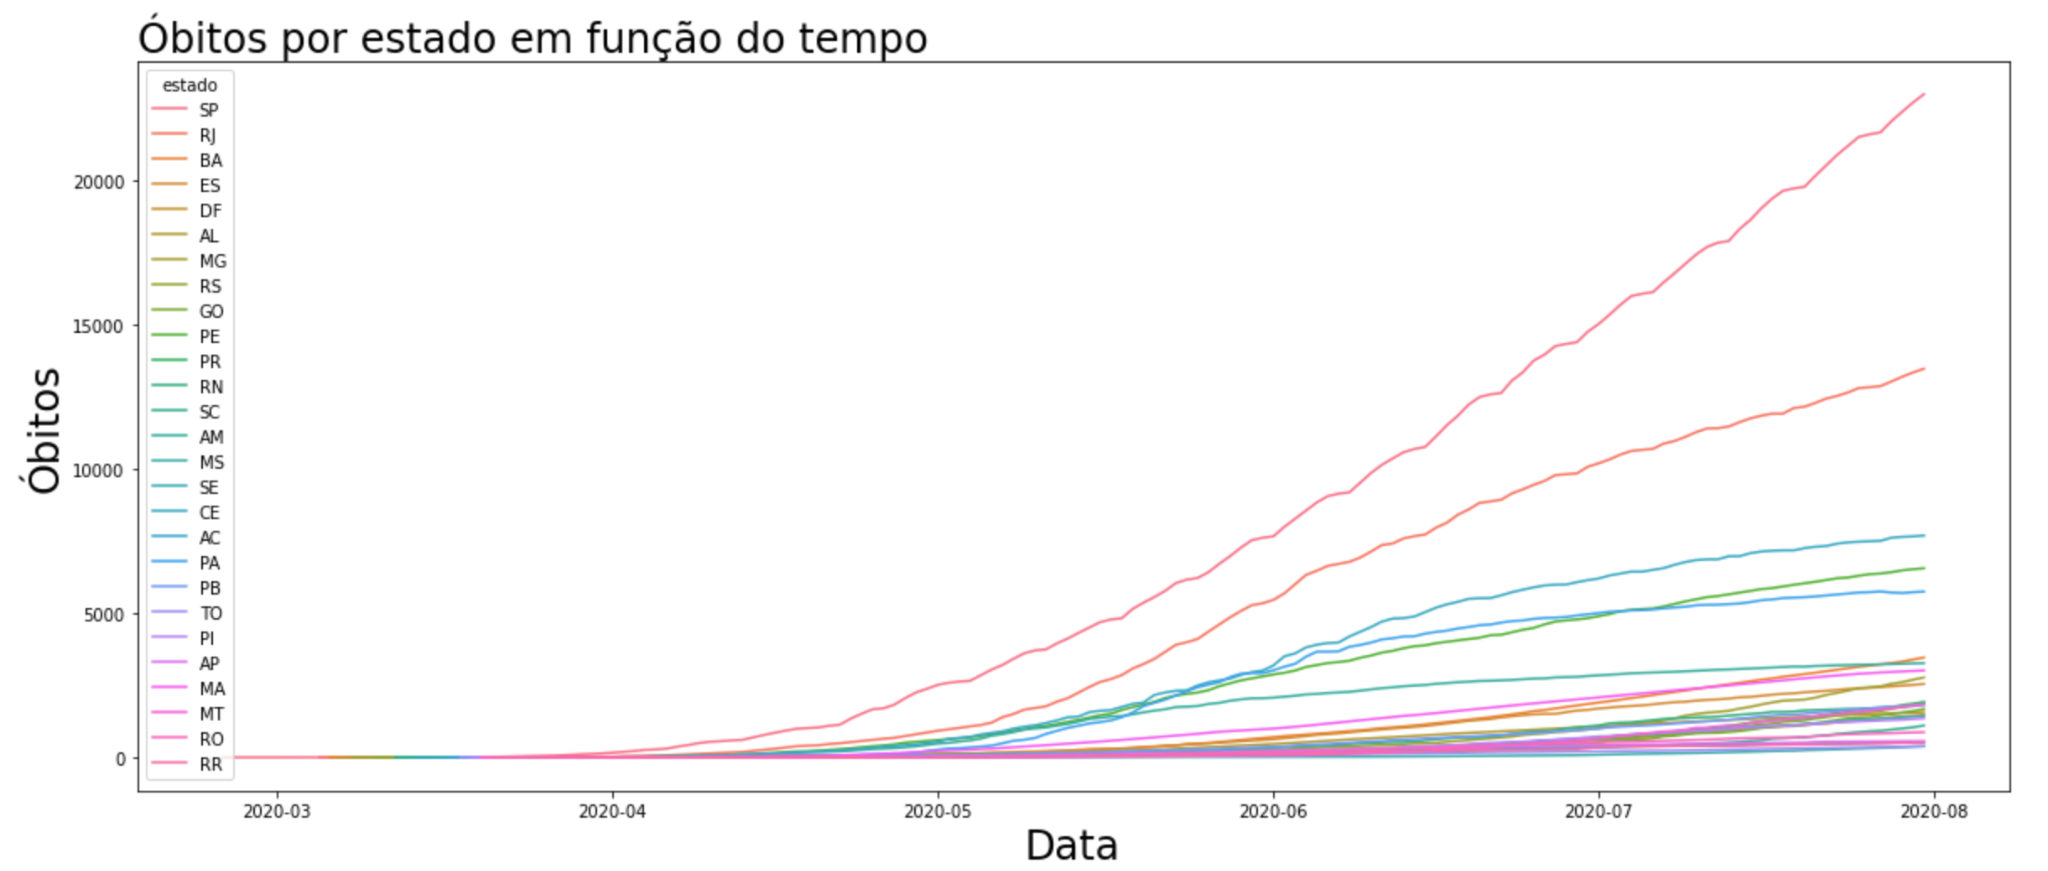 Óbitos por estado em função do tempo
estado
SP
RJ
BA
ES
DF
AL
MG
RS
GO
PE
PR
RN
SC
AM
MS
SE
CE
AC
PA
PB
TO
PI
AP
MA
MT
RO
RR
20000
15000
10000
5000
0
Óbitos
2020-03 2020-04 2020-05 2020-06 2020-07 2020-08
Data